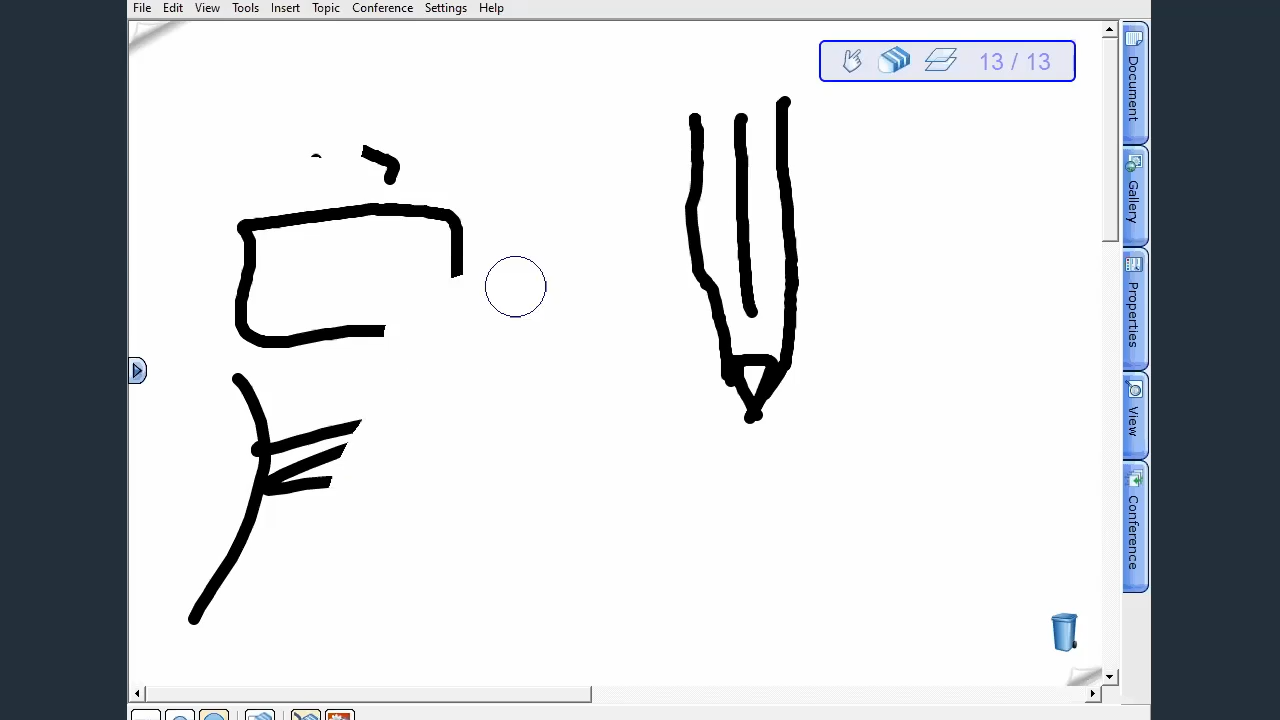 File Edit View Tools Insert Topic Conference Settings Help
13 / 13
Document
Gallery
Properties
View
Conference